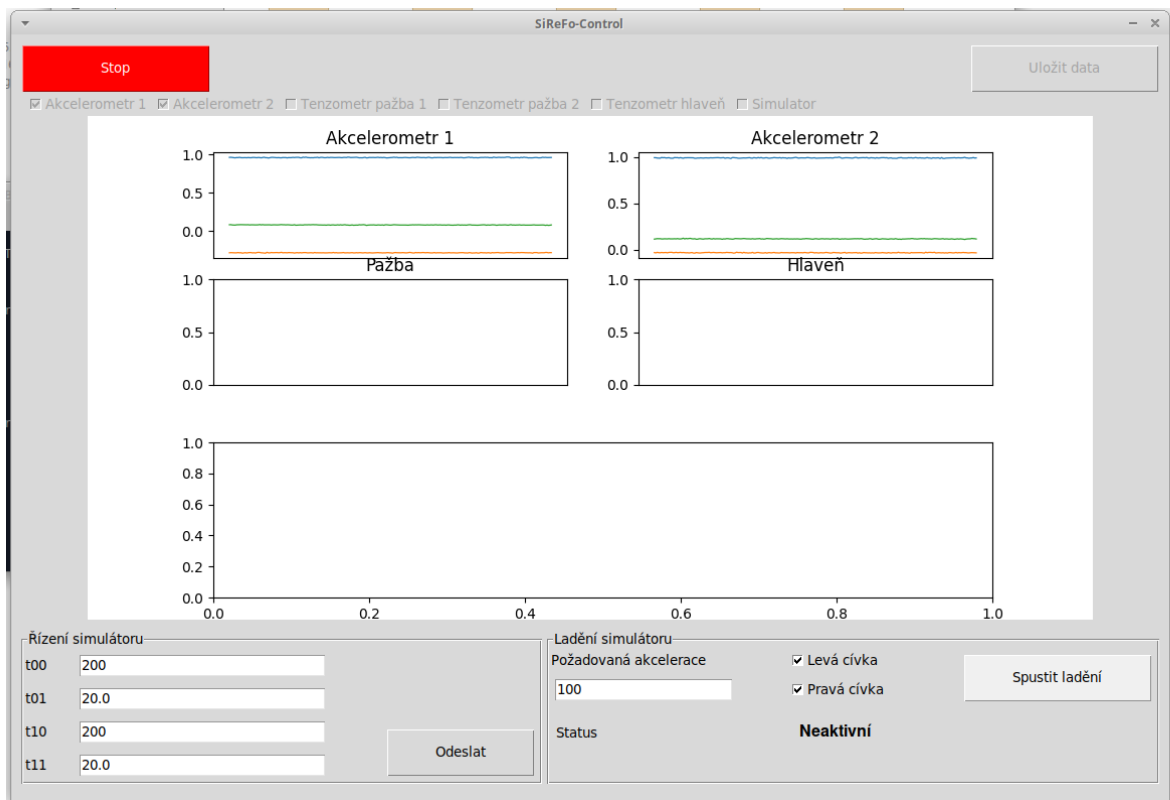 SiReFo-Control
Stop
Uložit data
Akcelerometr 1 Akcelerometr 2 Tenzometr pažba 1 Tenzometr pažba 2 Tenzometr hlaveň Simulator
Akcelerometr 1
1.0
0.5
0.0
Akcelerometr 2
1.0
0.5
0.0
Pažba
1.0
0.5
0.0
Hlaveň
1.0
0.5
0.0
1.0
0.8
0.6
0.4
0.2
0.0
0.0 0.2 0.4 0.6 0.8 1.0
Řízení simulátoru
t00 200
t01 20.0
t10 200
t11 20.0
Odeslat
Ladění simulátoru
Požadovaná akcelerace
100
Levá cívka
Pravá cívka
Spustit ladění
Status Neaktivní